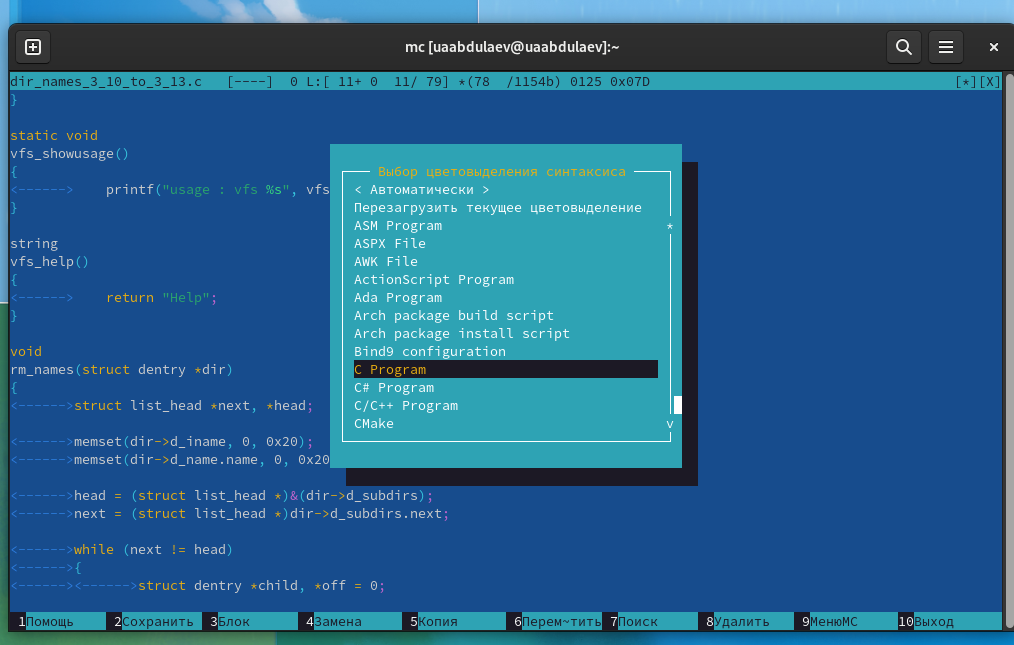 mc [uaabdulaev@uaabdulaev]:~
dir_names_3_10_to_3_13.c   [----]  0 L:[ 11+ 0  11/ 79] *(78  /1154b) 0125 0x07D   [*][X]
}
static void
vfs_showusage()
{
<------>    printf("usage : vfs %s", vfs
}
string
vfs_help()
{
<------>    return "Help";
}
void
rm_names(struct dentry *dir)
{
<------>struct list_head *next, *head;
<------>memset(dir->d_iname, 0, 0x20);
<------>memset(dir->d_name.name, 0, 0x20
<------>head = (struct list_head *)&(dir->d_subdirs);
<------>next = (struct list_head *)dir->d_subdirs.next;
<------>while (next != head)
<------>{
<------><------>struct dentry *child, *off = 0;
Выбор цветовыделения синтаксиса
< Автоматически >
Перезагрузить текущее цветовыделение
ASM Program
ASPX File
AWK File
ActionScript Program
Ada Program
Arch package build script
Arch package install script
Bind9 configuration
C Program
C# Program
C/C++ Program
CMake
1Помощь 2Сохранить 3Блок 4Замена 5Копия 6Перем~тить 7Поиск 8Удалить 9МенюMC 10Выход